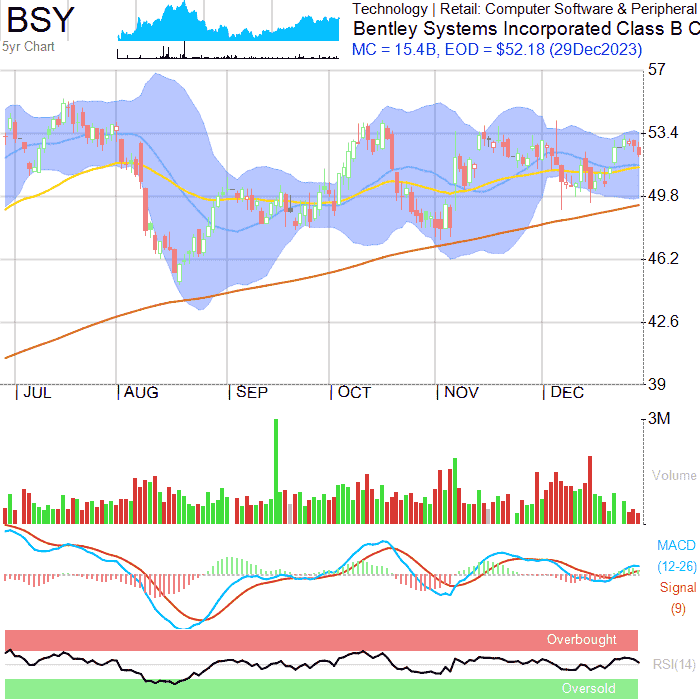 BSY
5yr Chart
Technology | Retail: Computer Software & Peripheral
Bentley Systems Incorporated Class B C
MC = 15.4B, EOD = $52.18 (29Dec2023)
57
53.4
49.8
46.2
42.6
39
JUL
AUG
SEP
OCT
NOV
DEC
3M
Volume
MACD
(12-26)
Signal
(9)
Overbought
RSI(14)
Oversold